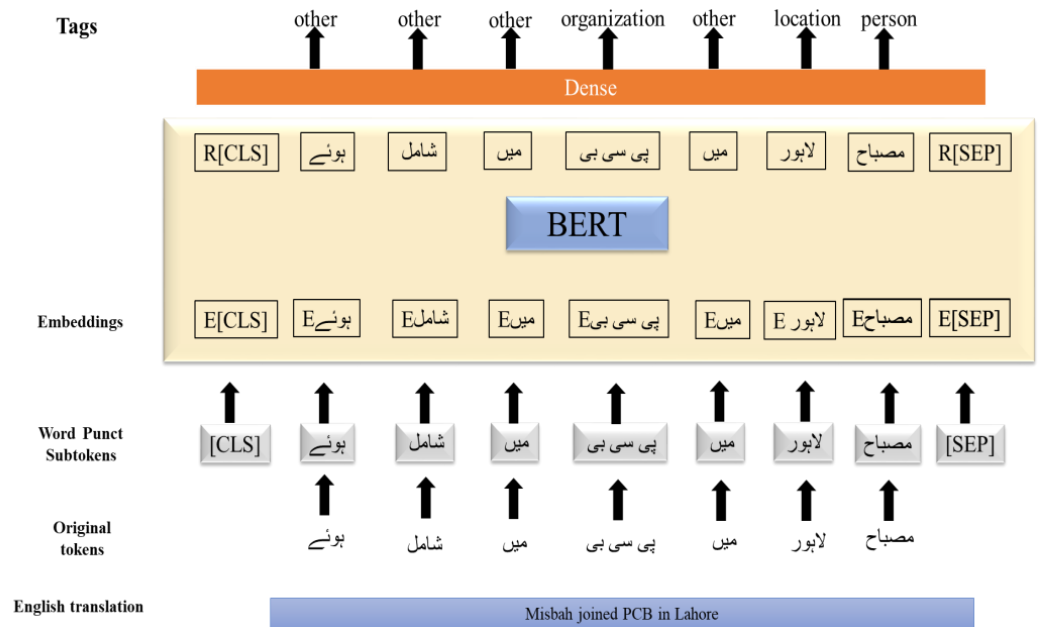 Tags other other other organization other location person
Dense
R[CLS] ہوئے شامل میں پی سی بی میں لاہور مصباح R[SEP]
BERT
Embeddings E[CLS] Eہوئے Eشامل Eمیں Eپی سی بی Eمیں E لاہور Eمصباح E[SEP]
Word Punct
Subtokens [CLS] ہوئے شامل میں پی سی بی میں لاہور مصباح [SEP]
Original
tokens ہوئے شامل میں پی سی بی میں لاہور مصباح
English translation Misbah joined PCB in Lahore